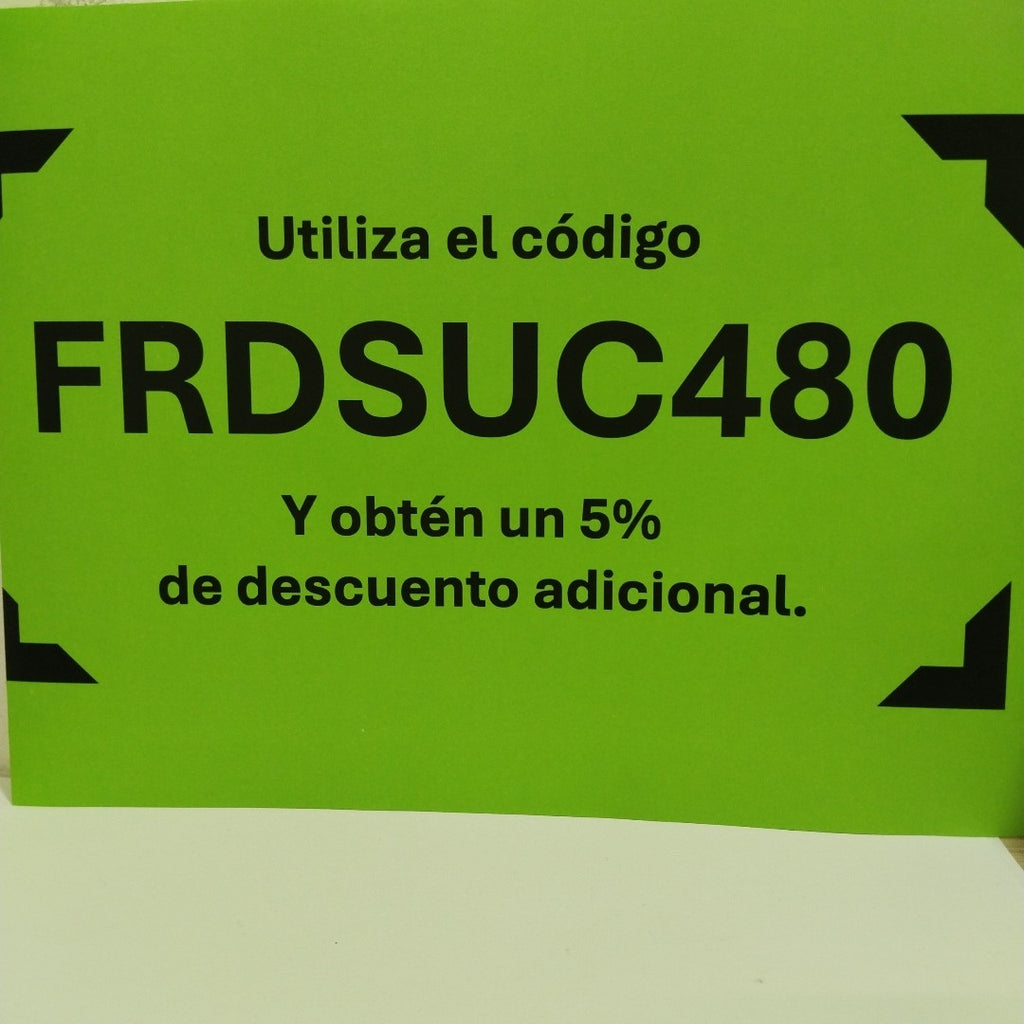 Utiliza el código
FRDSUC480
Y obtén un 5%
de descuento adicional.